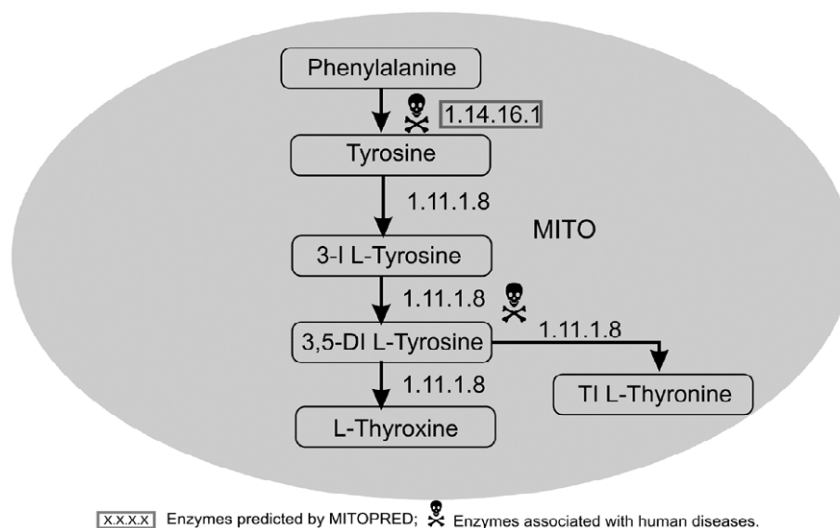 Phenylalanine
1.14.16.1
Tyrosine
1.11.1.8
MITO
3-I L-Tyrosine
1.11.1.8
3,5-DI L-Tyrosine
1.11.1.8
1.11.1.8
TI L-Thyronine
L-Thyroxine
X.X.X.X Enzymes predicted by MITOPRED; Enzymes associated with human diseases.